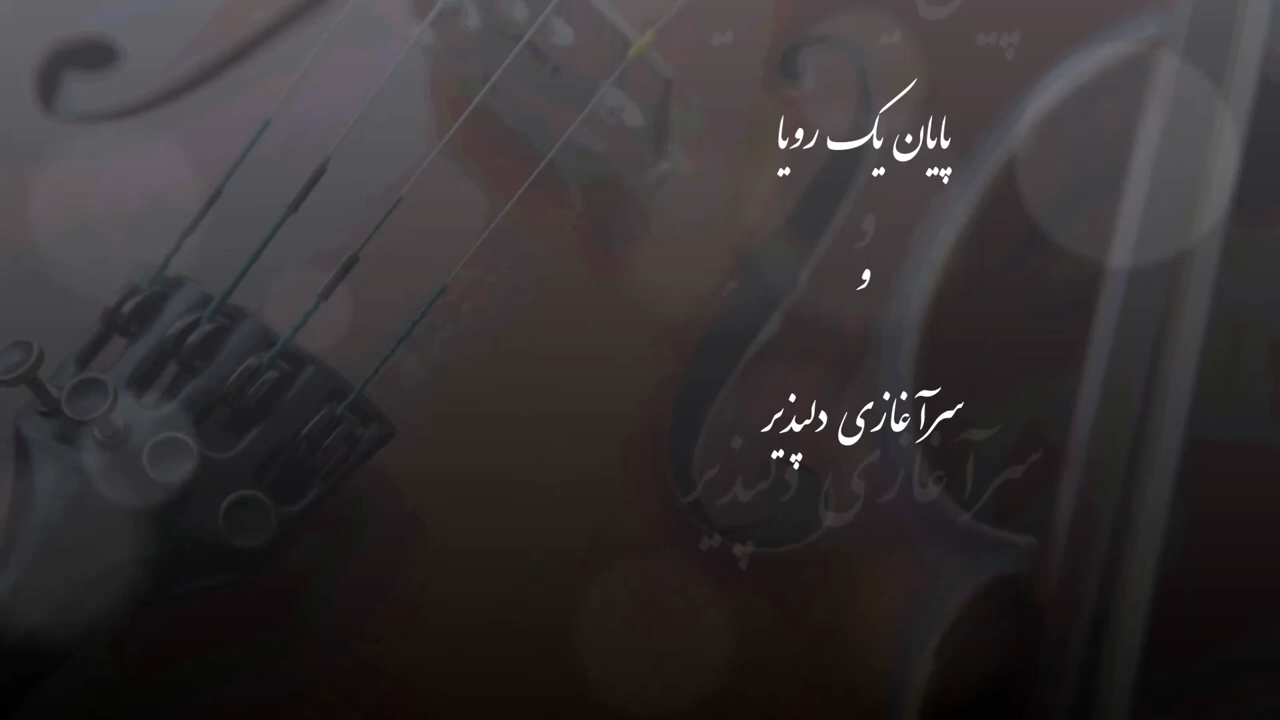 پایان یک رویا
و
سرآغازی دلپذیر